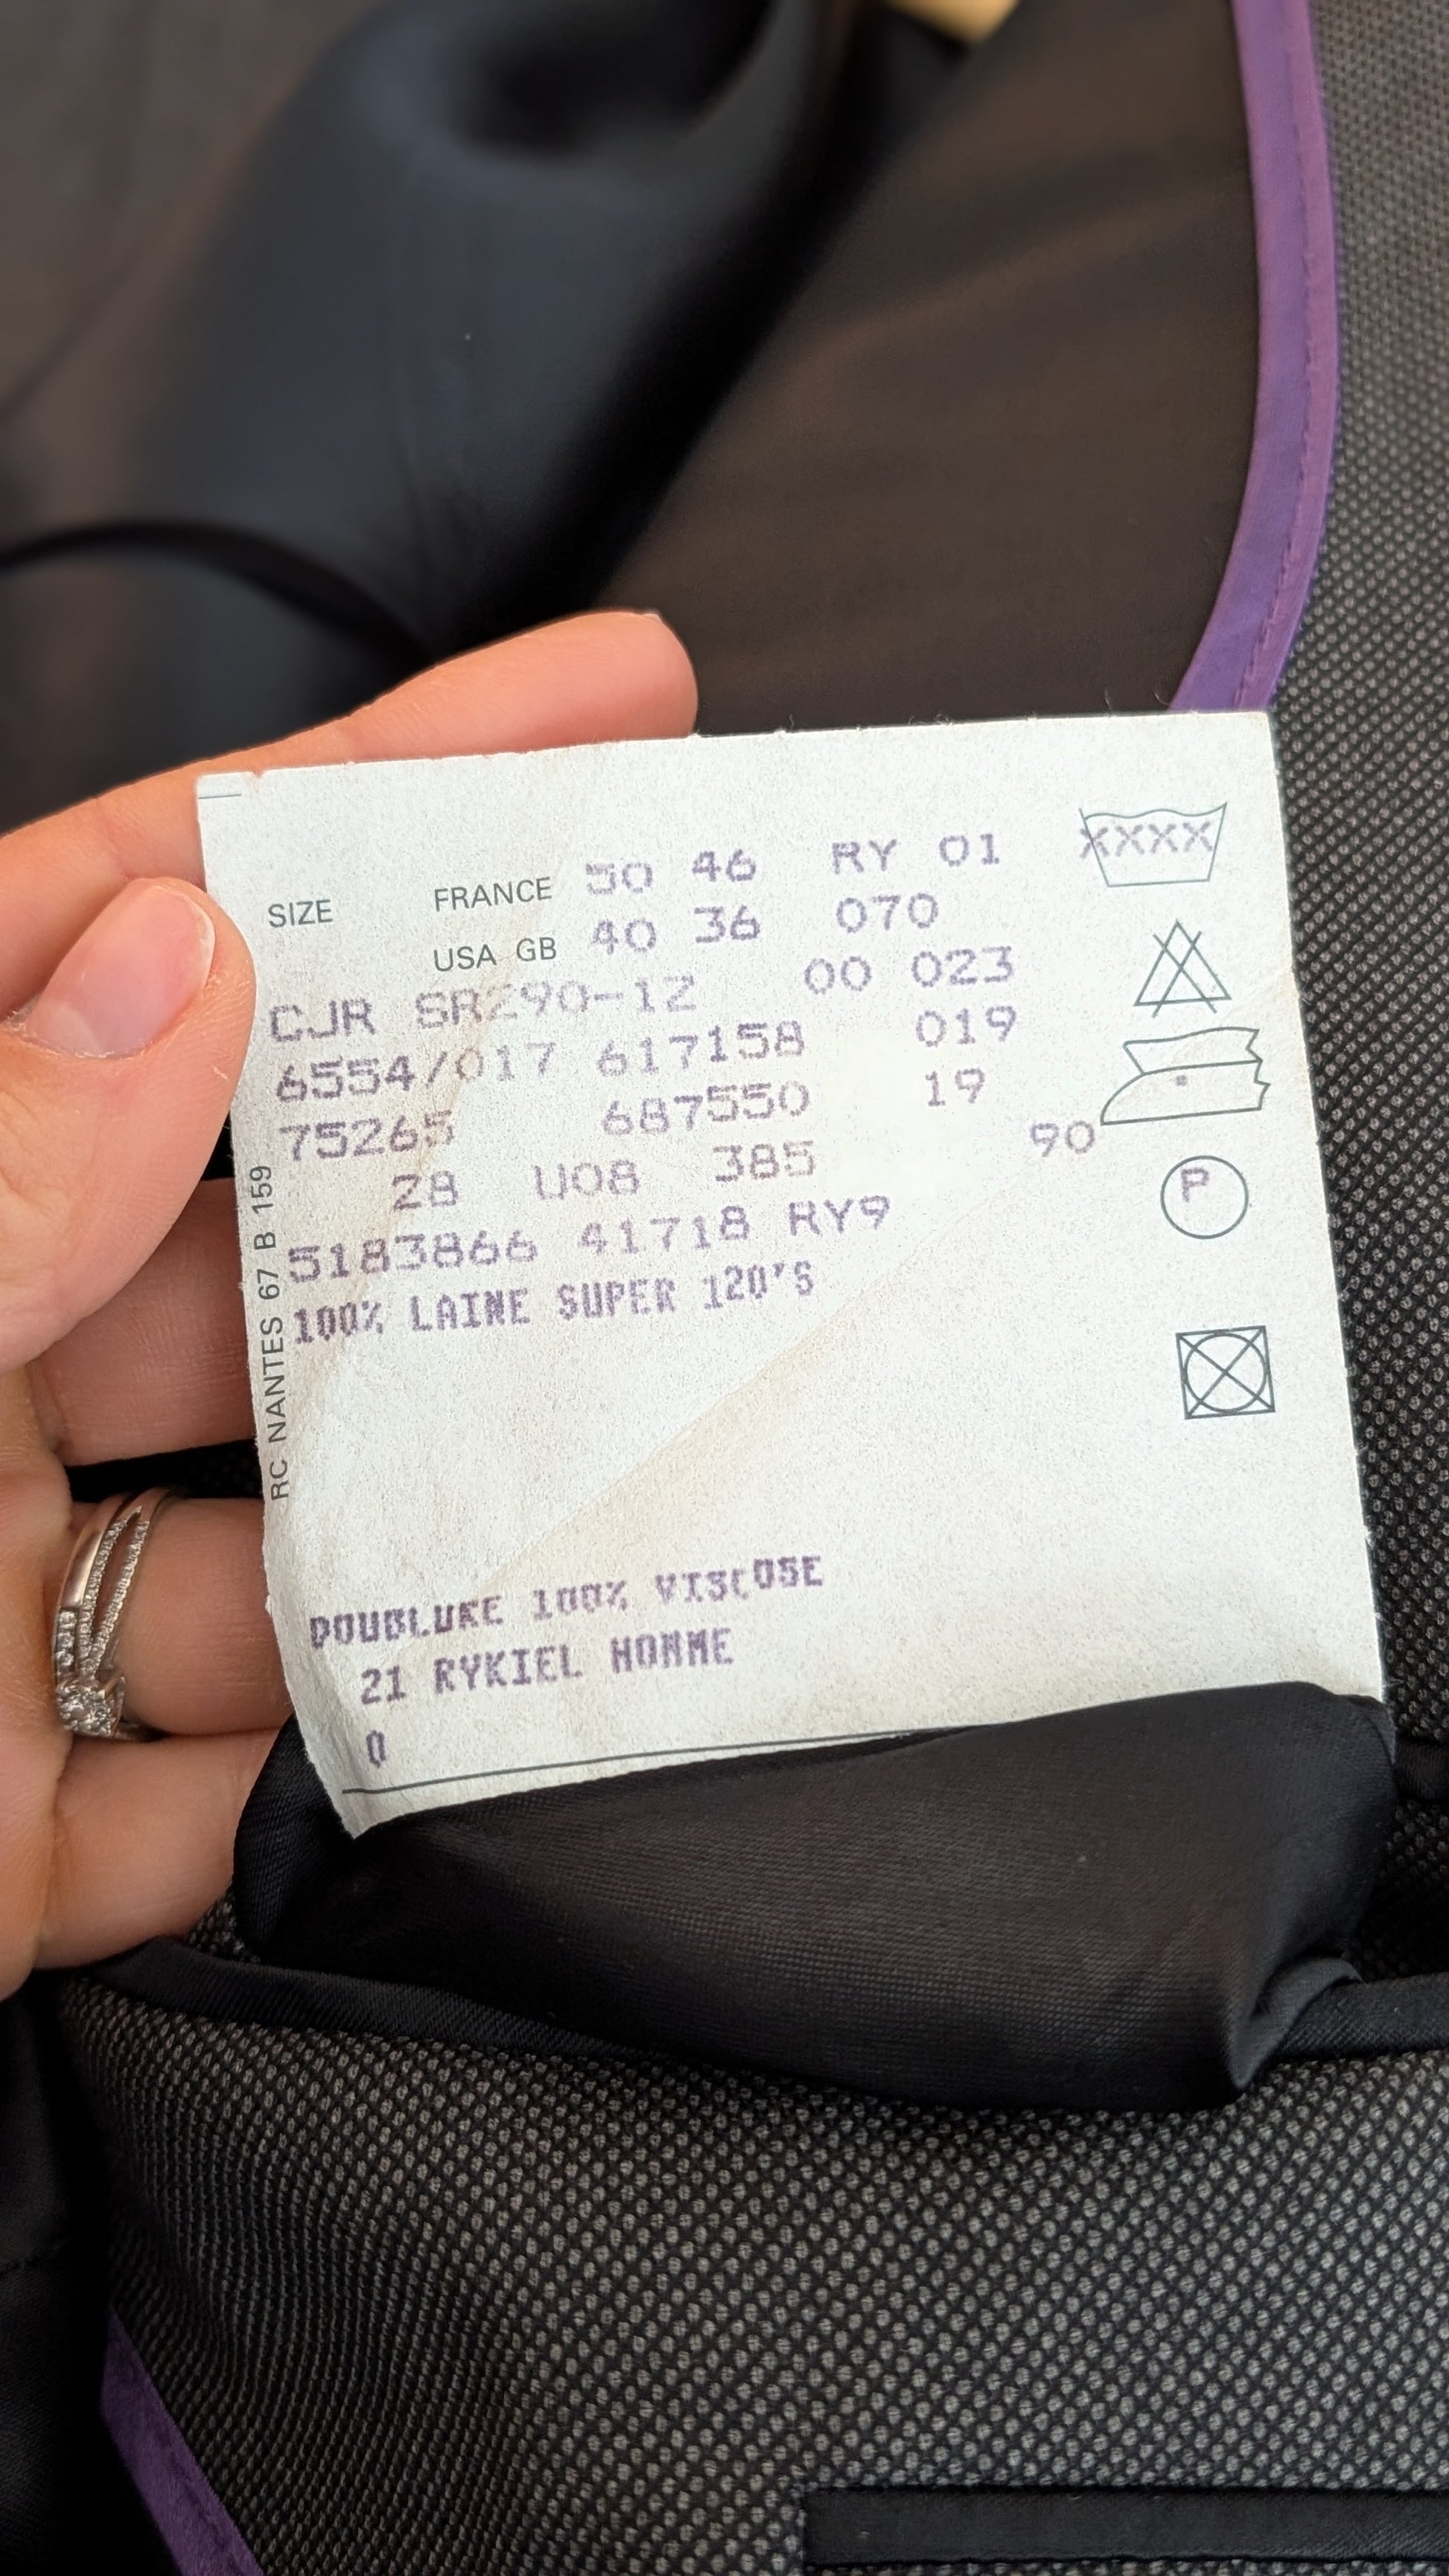 SIZE FRANCE 50 46 RY 01
USA GB 40 36 070
CJR SR290-1Z 00 023
6554/017 617158 019
75265 687550 19
28 U08 385 90
5183866 41718 RY9
100% LAINE SUPER 120'S
DOUBLURE 100% VISCOSE
21 RYKIEL HOMME
0
RC NANTES 67 B 159
XXXX
P